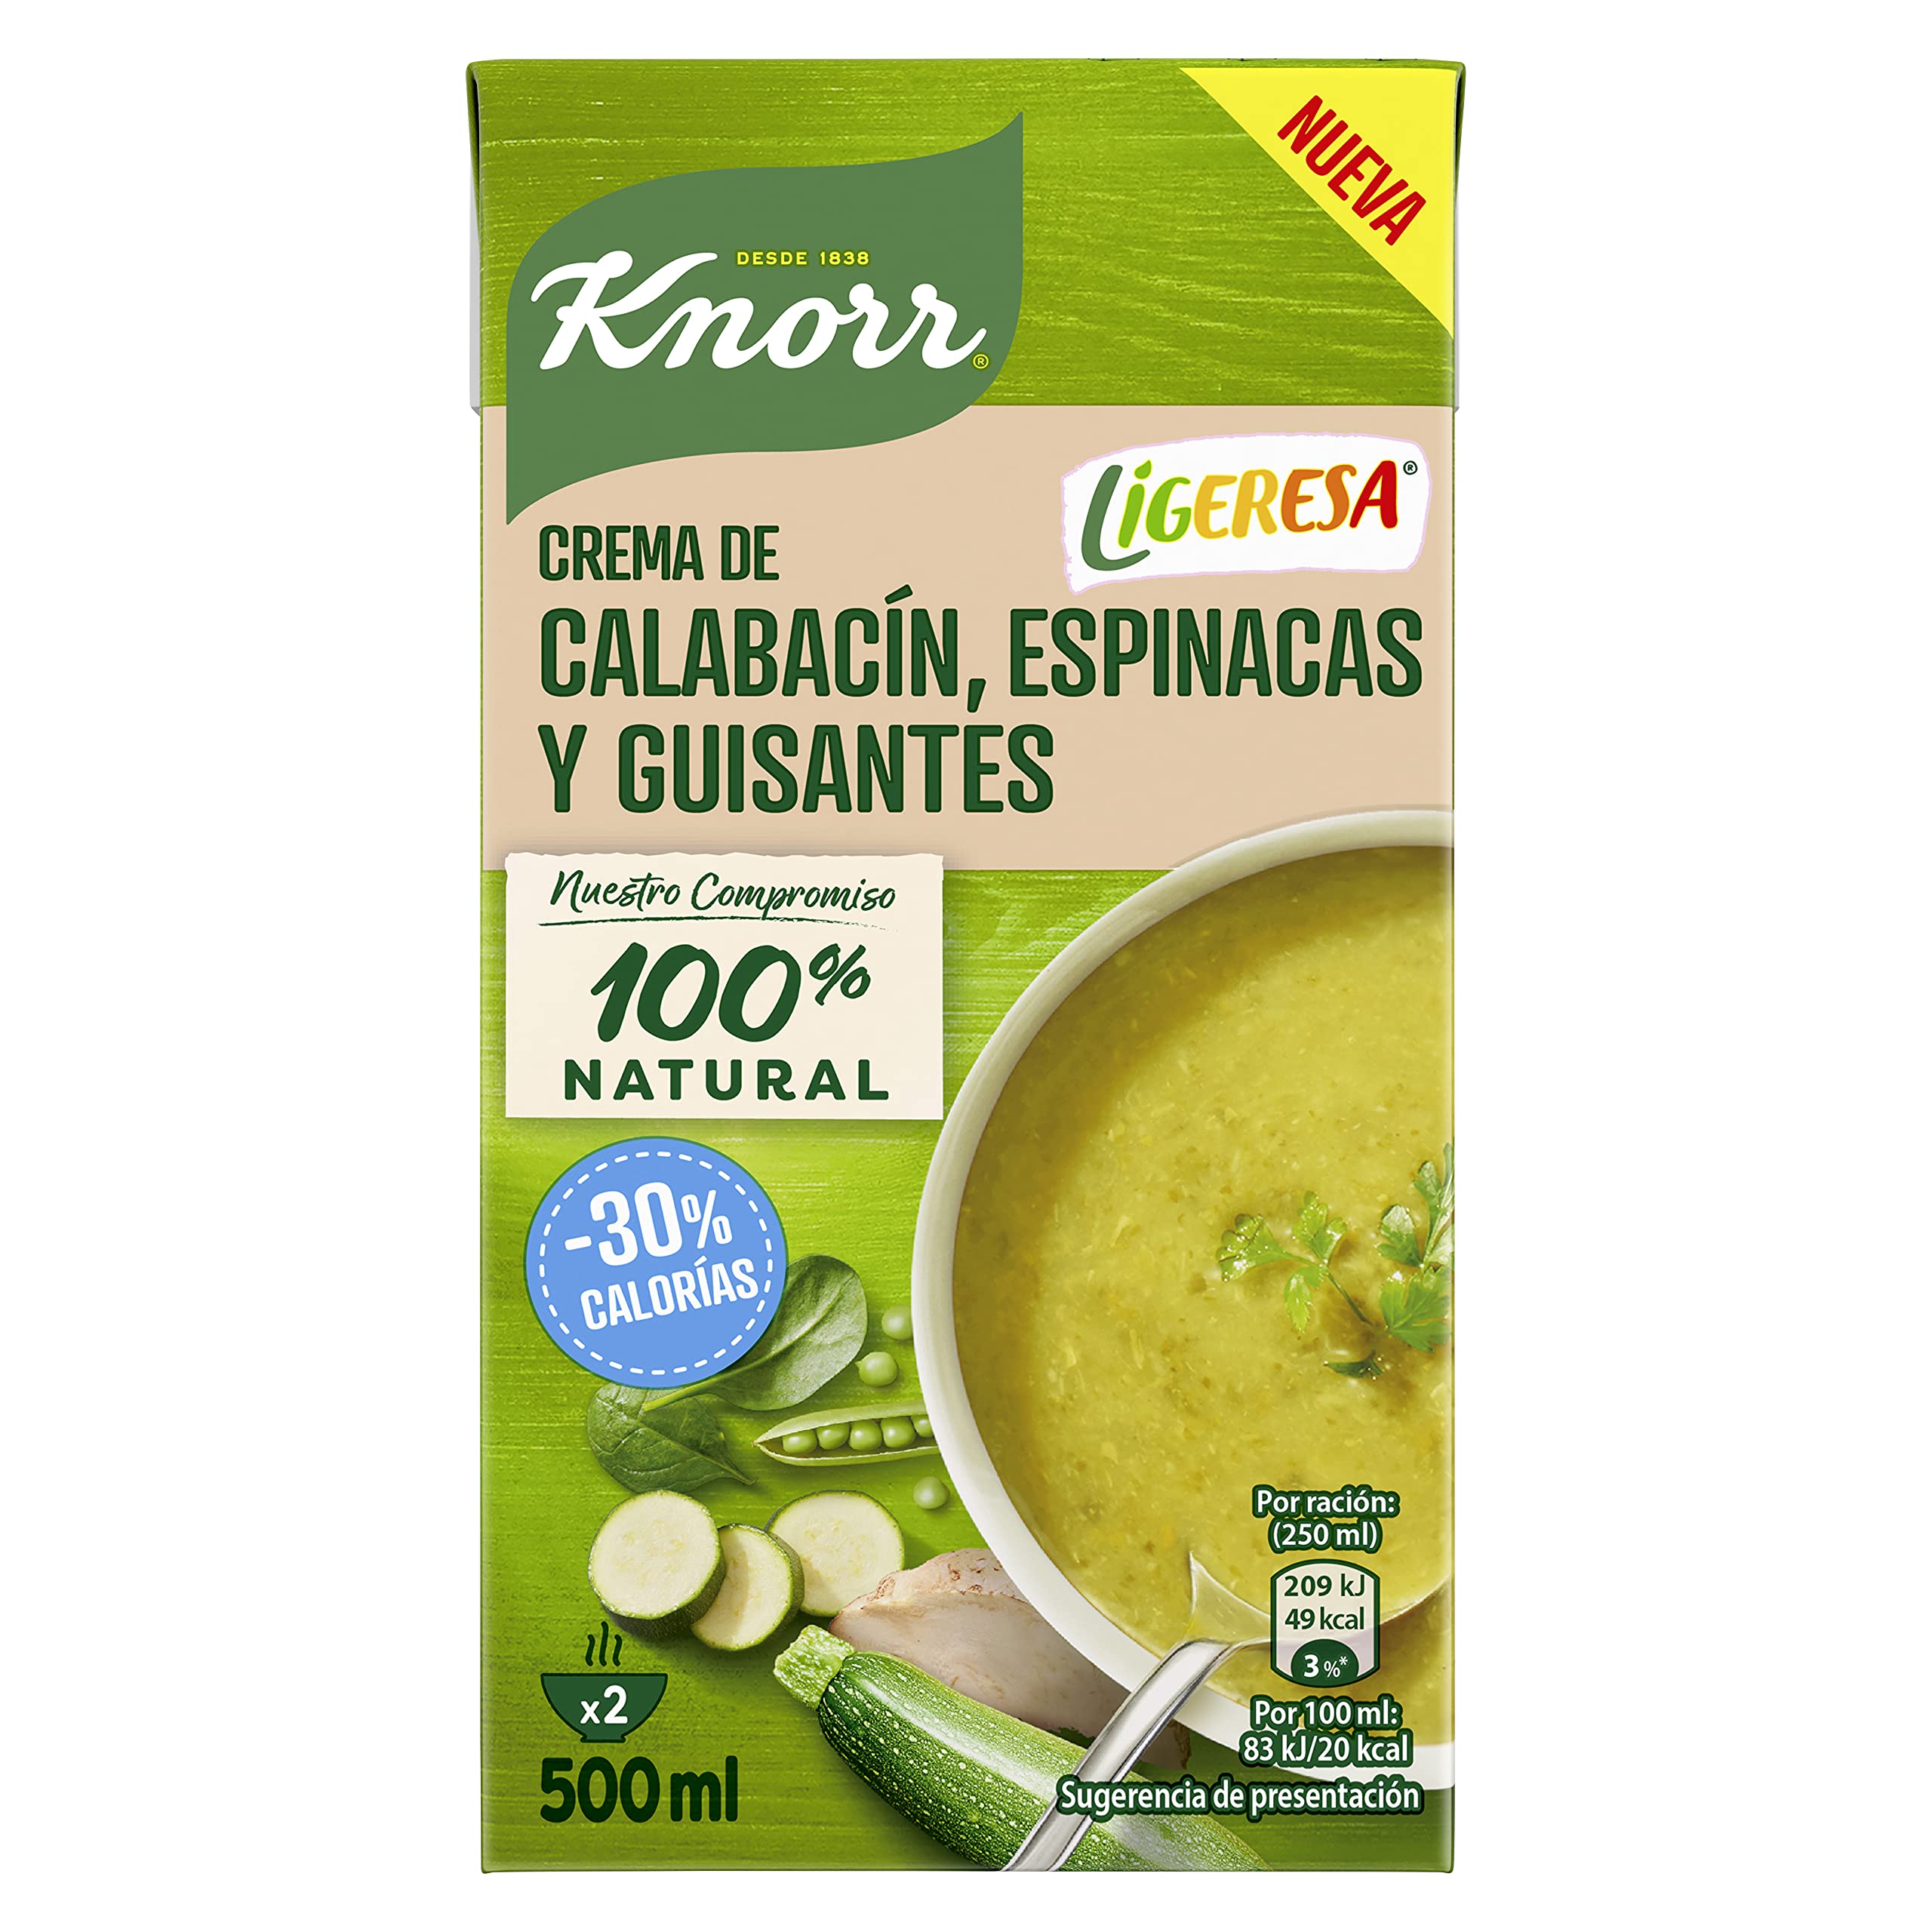 NUEVA
DESDE 1838
Knorr®
LIGERESA®
CREMA DE
CALABACÍN, ESPINACAS
Y GUISANTES
Nuestro Compromiso
100%
NATURAL
-30%
CALORÍAS
Por ración:
(250 ml)
209 kJ
49 kcal
3%*
Por 100 ml:
83 kJ/20 kcal
Sugerencia de presentación
x2
500 ml